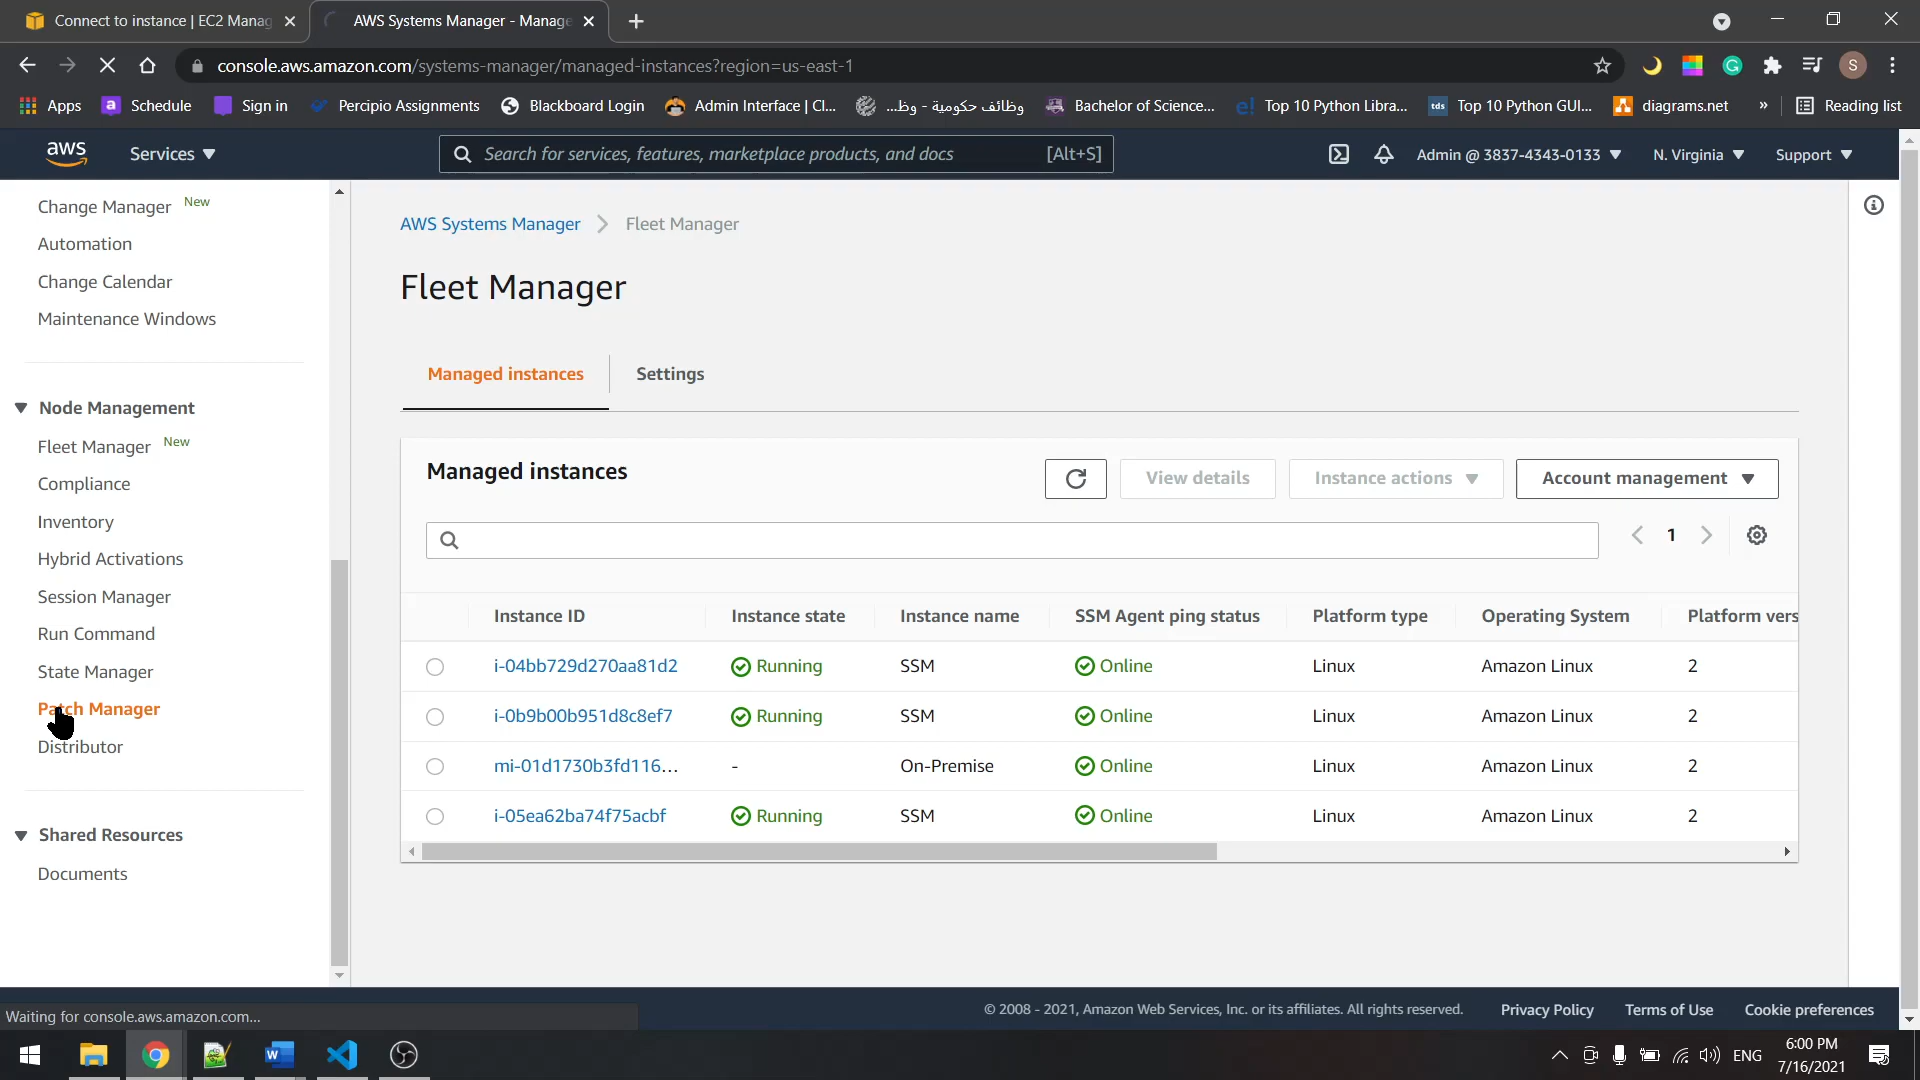 Connect to instance | EC2 Manag
AWS Systems Manager - Manage
console.aws.amazon.com/systems-manager/managed-instances?region=us-east-1
S
Apps
Schedule
Sign in
Percipio Assignments
Blackboard Login
Admin Interface | Cl...
وظائف حكومية - وظ...
Bachelor of Science...
Top 10 Python Libra...
tds
Top 10 Python GUI...
diagrams.net
»
Reading list
aws
Services
Search for services, features, marketplace products, and docs
[Alt+S]
Admin @ 3837-4343-0133
N. Virginia
Support
Change Manager New
Automation
Change Calendar
Maintenance Windows
Node Management
Fleet Manager New
Compliance
Inventory
Hybrid Activations
Session Manager
Run Command
State Manager
Patch Manager
Distributor
Shared Resources
Documents
AWS Systems Manager
Fleet Manager
Fleet Manager
Managed instances
Settings
Managed instances
View details
Instance actions
Account management
1
Instance ID Instance state Instance name SSM Agent ping status Platform type Operating System Platform vers
i-04bb729d270aa81d2 Running SSM Online Linux Amazon Linux 2
i-0b9b00b951d8c8ef7 Running SSM Online Linux Amazon Linux 2
mi-01d1730b3fd116... - On-Premise Online Linux Amazon Linux 2
i-05ea62ba74f75acbf Running SSM Online Linux Amazon Linux 2
Waiting for console.aws.amazon.com...
© 2008 - 2021, Amazon Web Services, Inc. or its affiliates. All rights reserved.
Privacy Policy
Terms of Use
Cookie preferences
ENG
6:00 PM
7/16/2021